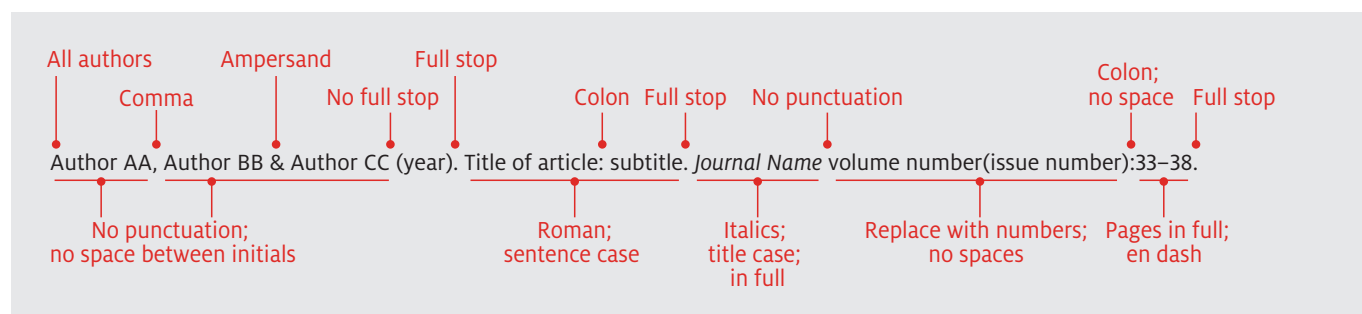 All authors Ampersand Full stop
Colon;
Comma No full stop Colon Full stop No punctuation no space Full stop
Author AA, Author BB & Author CC (year). Title of article: subtitle. Journal Name volume number(issue number):33–38.
No punctuation;
no space between initials
Roman;
sentence case
Italics;
title case;
in full
Replace with numbers;
no spaces
Pages in full;
en dash